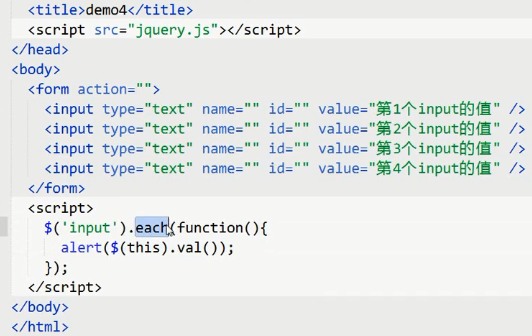 <title>demo4</title>
<script src="jquery.js"></script>
</head>
<body>
<form action="">
<input type="text" name="" id="" value="第1个input的值" />
<input type="text" name="" id="" value="第2个input的值" />
<input type="text" name="" id="" value="第3个input的值" />
<input type="text" name="" id="" value="第4个input的值" />
</form>
<script>
$('input').each(function(){
alert($(this).val());
});
</script>
</body>
</html>